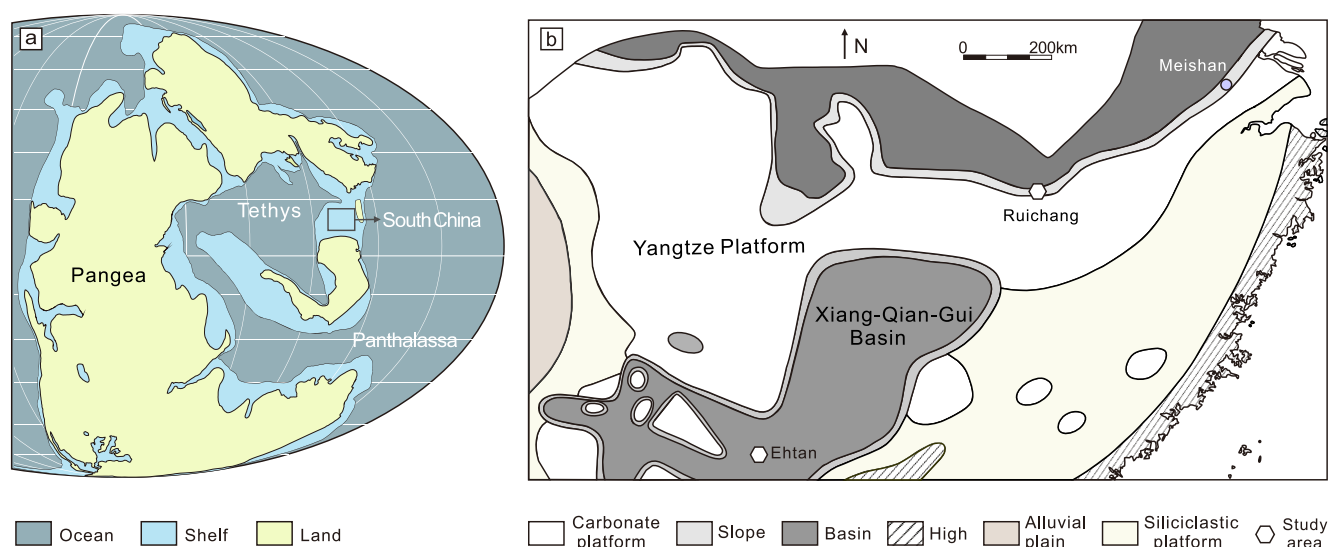 a
Tethys
South China
Pangea
Panthalassa
Ocean
Shelf
Land
b
N
0
200km
Meishan
Ruichang
Yangtze Platform
Xiang-Qian-Gui
Basin
Ehtan
Carbonate
platform
Slope
Basin
High
Alluvial
plain
Siliciclastic
platform
Study
area